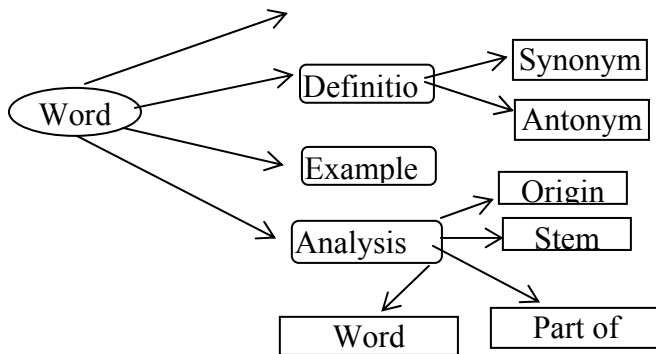 Synonym
Definitio
Word
Antonym
Example
Origin
Analysis
Stem
Word
Part of